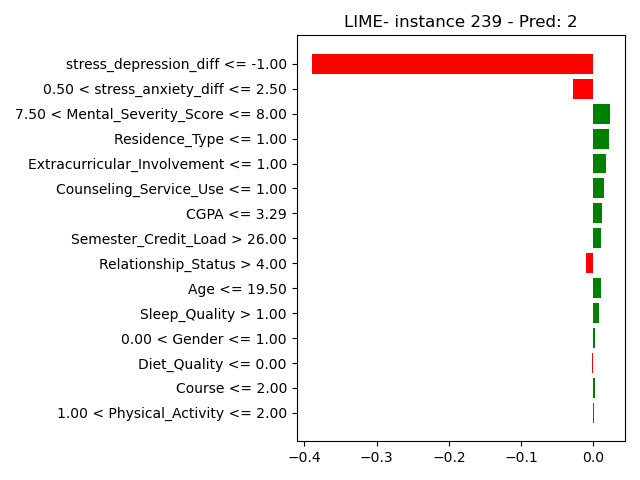 LIME- instance 239 - Pred: 2
stress_depression_diff <= -1.00
0.50 < stress_anxiety_diff <= 2.50
7.50 < Mental_Severity_Score <= 8.00
Residence_Type <= 1.00
Extracurricular_Involvement <= 1.00
Counseling_Service_Use <= 1.00
CGPA <= 3.29
Semester_Credit_Load > 26.00
Relationship_Status > 4.00
Age <= 19.50
Sleep_Quality > 1.00
0.00 < Gender <= 1.00
Diet_Quality <= 0.00
Course <= 2.00
1.00 < Physical_Activity <= 2.00
−0.4 −0.3 −0.2 −0.1 0.0